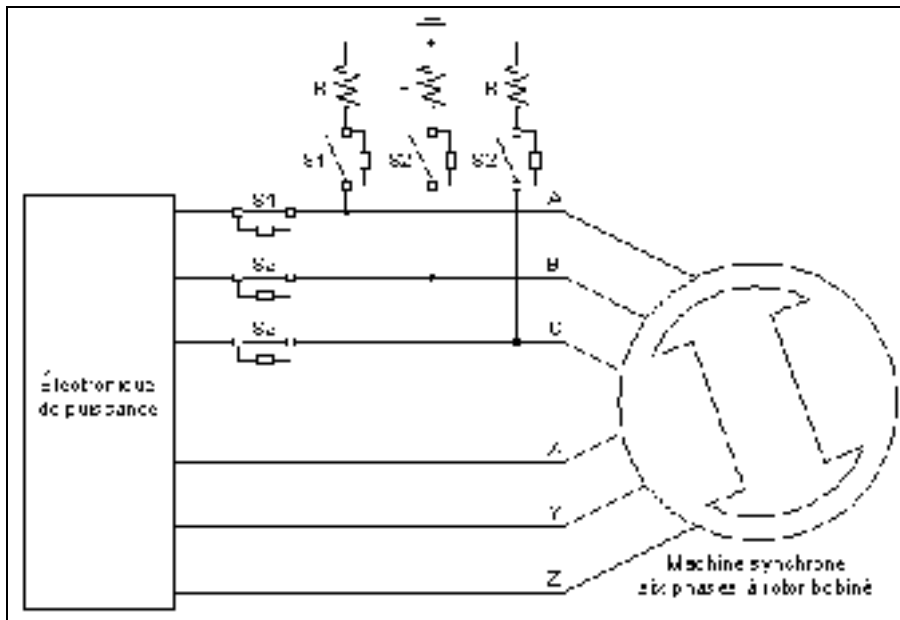 R
R
S1
S2
S2
S1
A
S2
B
S2
C
Électronique
de puissance
X
Y
Z
Machine synchrone
six phases à rotor bobiné